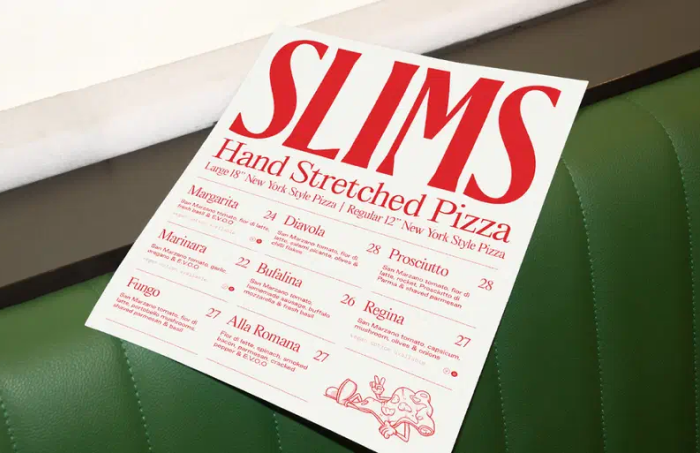 SLIMS
Hand Stretched Pizza
Large 18" New York Style Pizza | Regular 12" New York Style Pizza
Margarita 24
San Marzano tomato, fior di latte,
fresh basil & E.V.O.O
Marinara 22
San Marzano tomato, garlic,
oregano & E.V.O.O
Fungo 27
San Marzano tomato, fior di
latte, portobello mushrooms,
shaved parmesan & basil
Diavola 28
San Marzano tomato, fior di
latte, salami picante, olives &
chilli
Bufalina 26
San Marzano tomato,
homemade sausage, buffalo
mozzarella & fresh basil
Alla Romana 27
Fior di latte, spinach, smoked
bacon, parmesan, cracked
pepper & E.V.O.O
Prosciutto 28
San Marzano tomato, fior di
latte, rocket, Prosciutto di
Parma & shaved parmesan
Regina 27
San Marzano tomato, capsicum,
mushroom, olives & onions